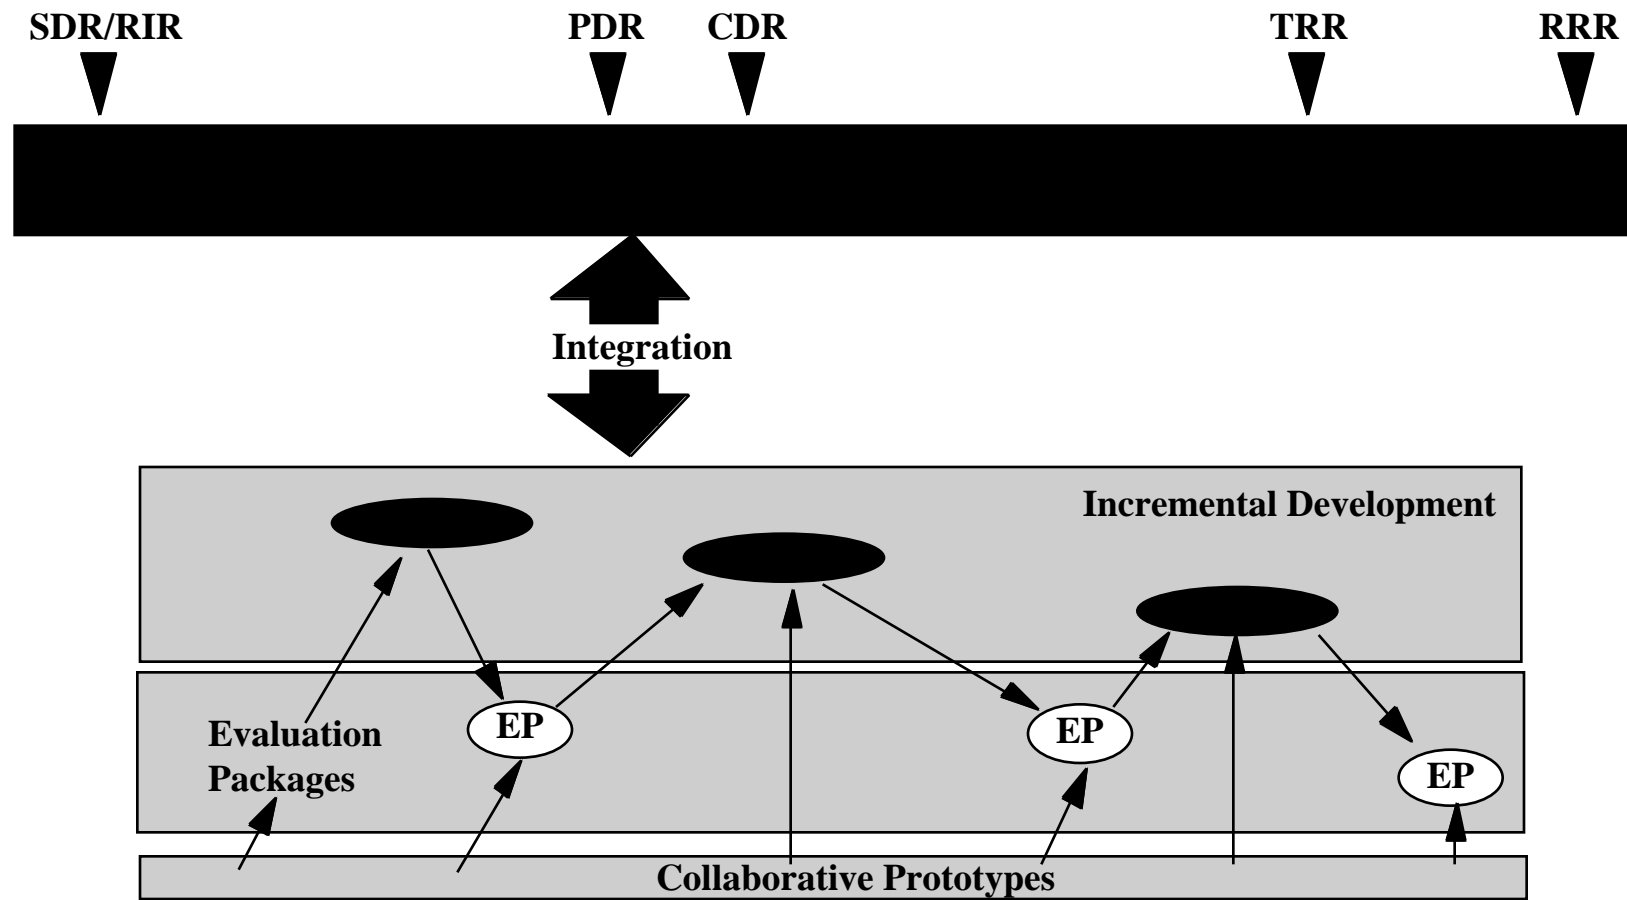 SDR/RIR PDR CDR TRR RRR
Integration
Incremental Development
EP
EP
Evaluation
Packages
EP
Collaborative Prototypes